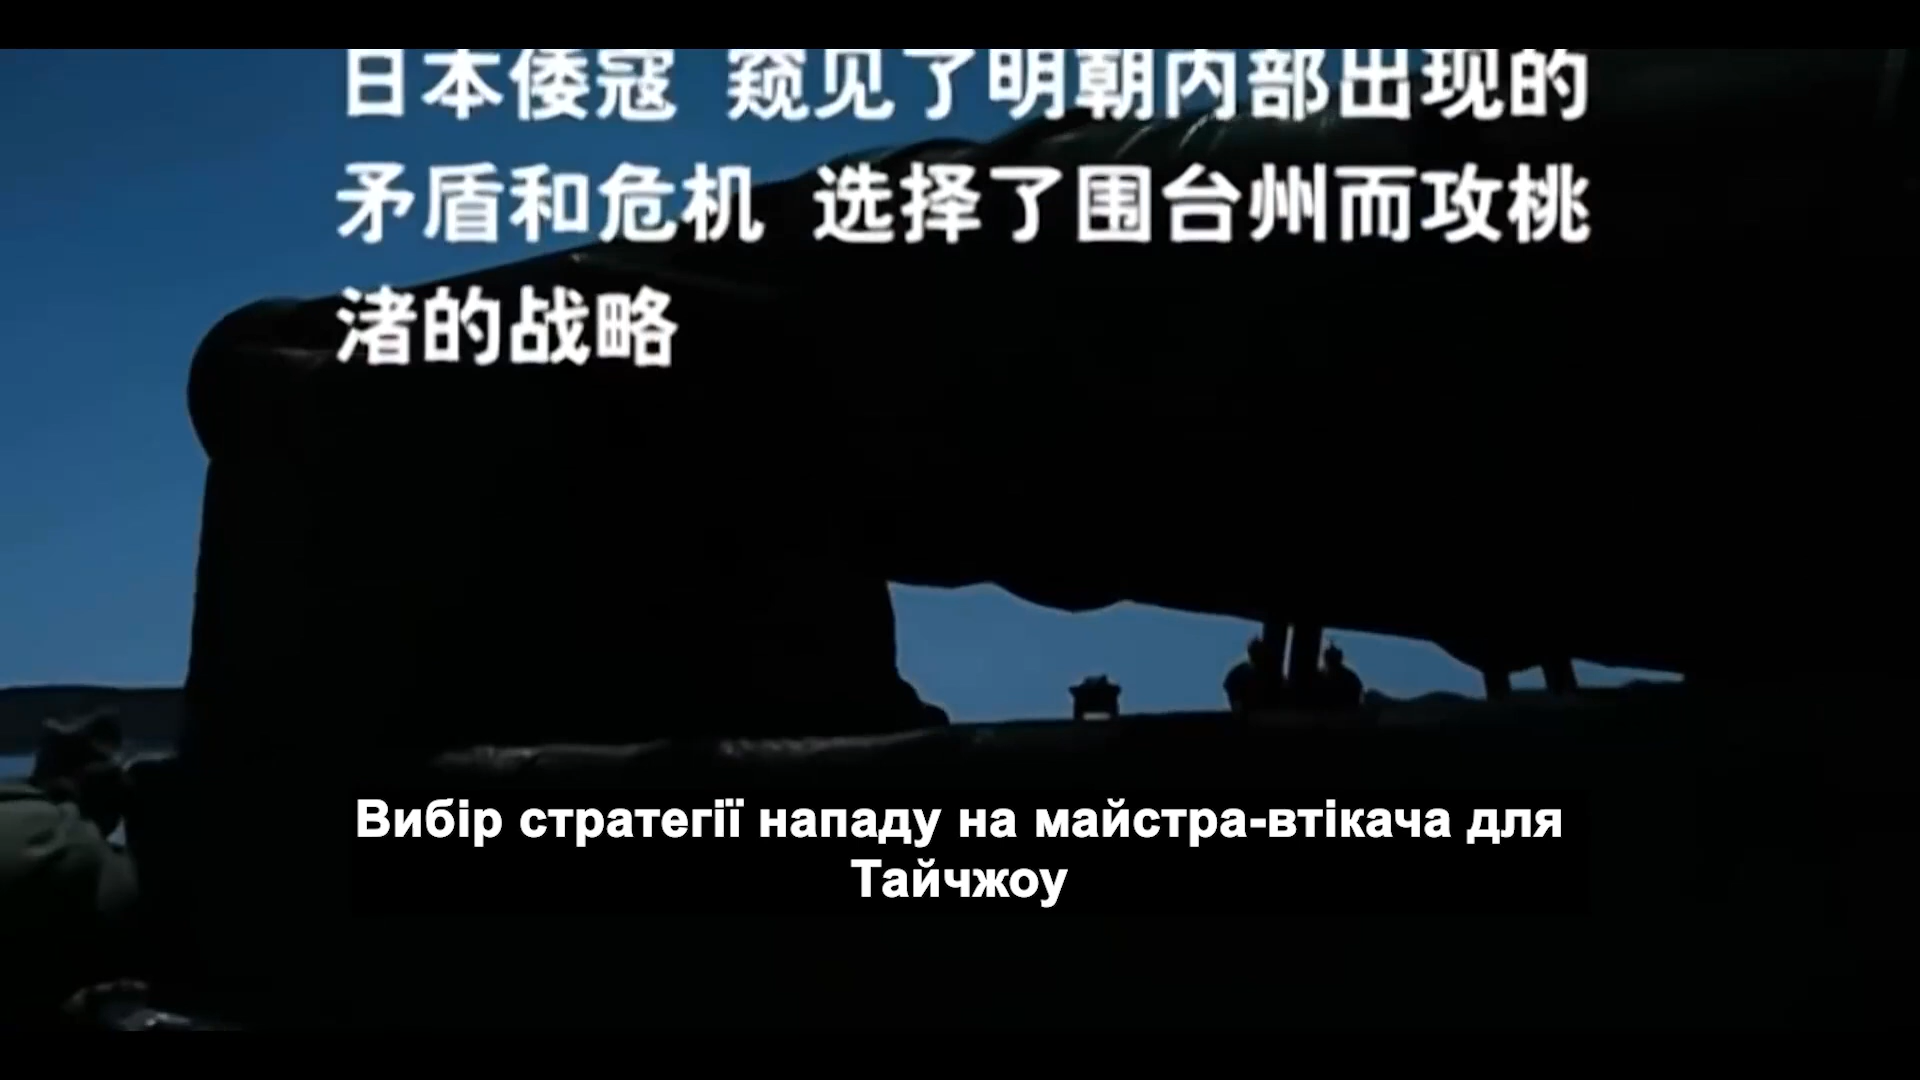 日本倭寇 窥见了明朝内部出现的
矛盾和危机 选择了围台州而攻桃
渚的战略
Вибір стратегії нападу на майстра-втікача для
Тайчжоу